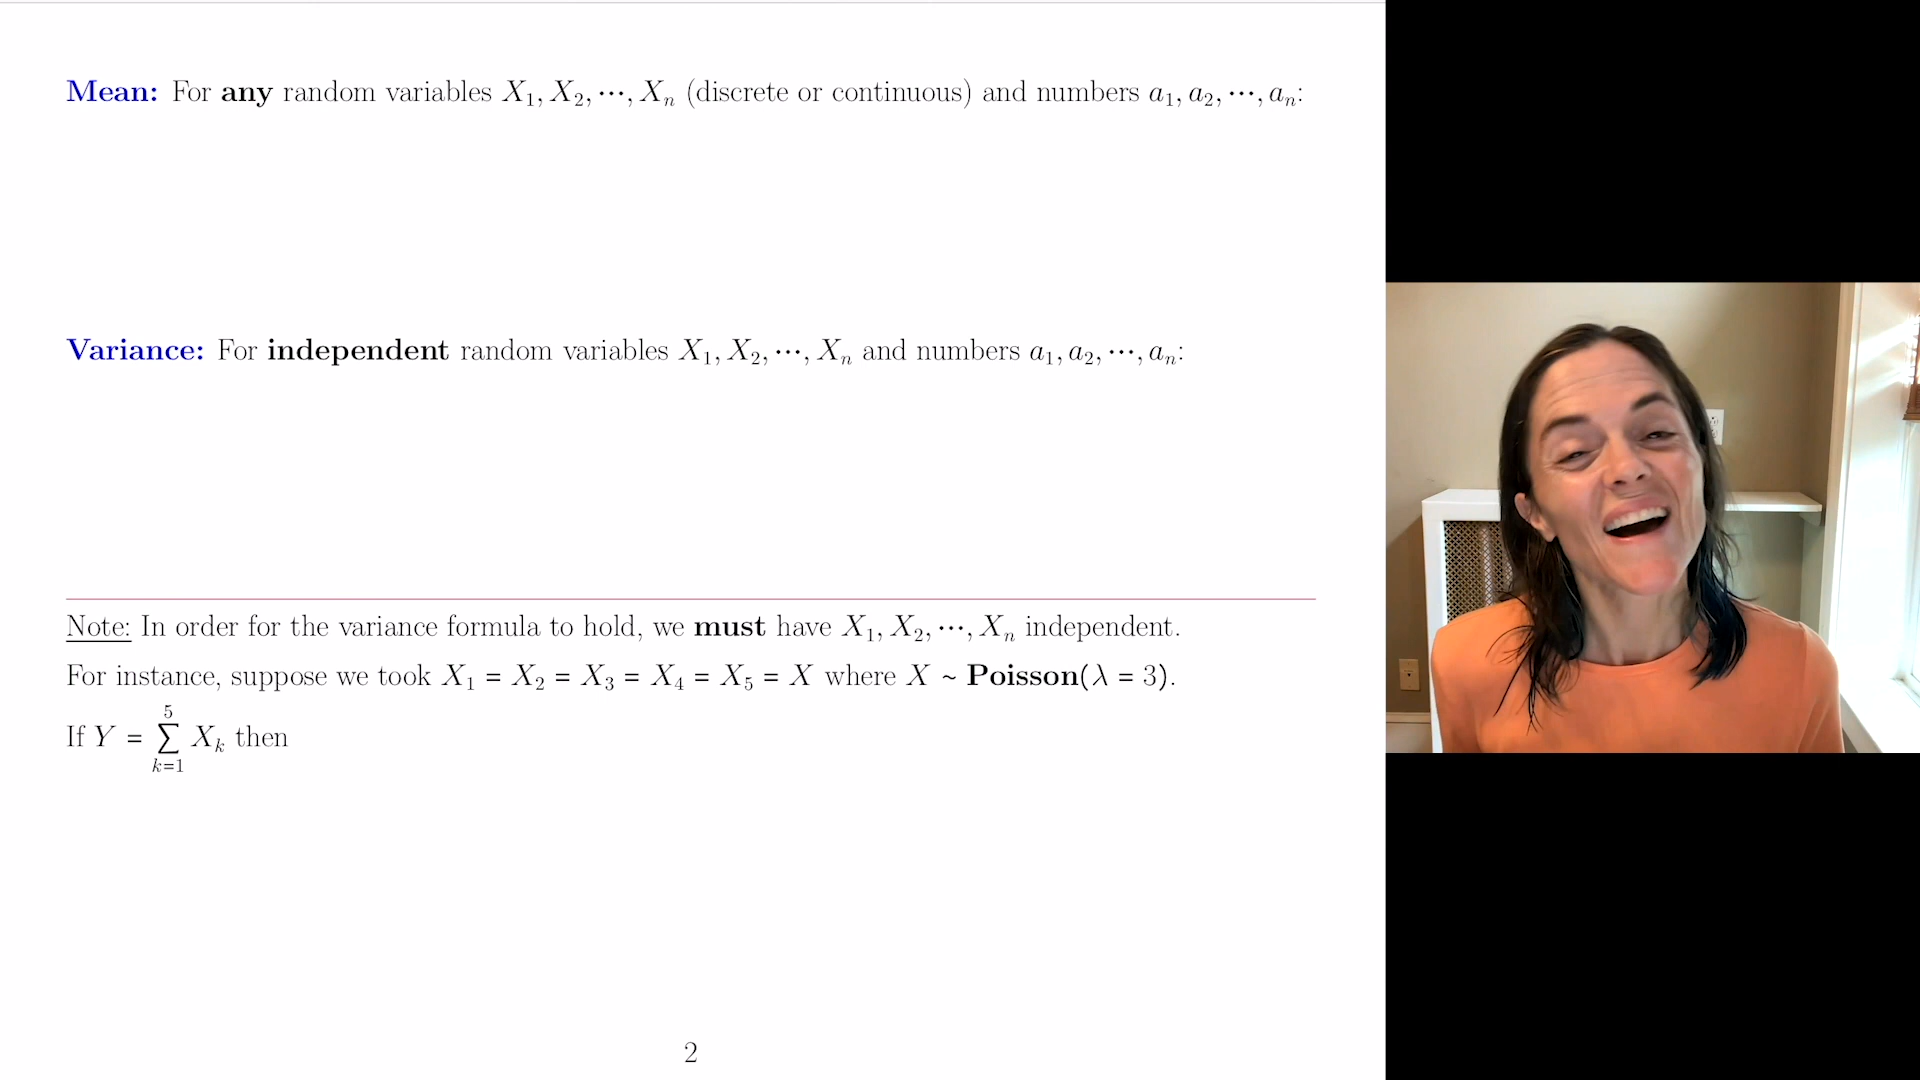 Mean: For any random variables X₁, X₂, ⋯, Xₙ (discrete or continuous) and numbers a₁, a₂, ⋯, aₙ:
Variance: For independent random variables X₁, X₂, ⋯, Xₙ and numbers a₁, a₂, ⋯, aₙ:
Note: In order for the variance formula to hold, we must have X₁, X₂, ⋯, Xₙ independent.
For instance, suppose we took X₁ = X₂ = X₃ = X₄ = X₅ = X where X ~ Poisson(λ = 3).
If Y = ∑_{k=1}^{5} Xₖ then
2